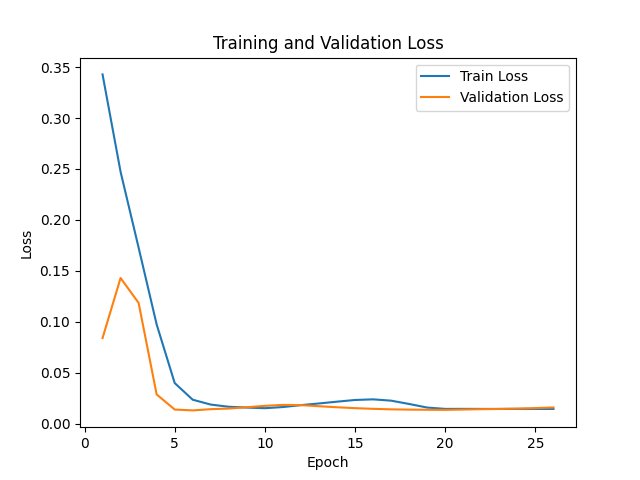 Training and Validation Loss
Train Loss
Validation Loss
Loss
0.35
0.30
0.25
0.20
0.15
0.10
0.05
0.00
0 5 10 15 20 25
Epoch